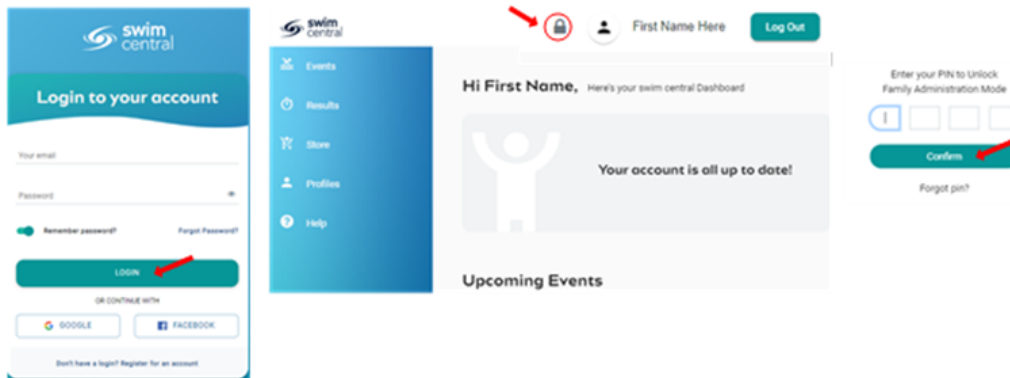 swim
central
Login to your account
Your email
Password
Remember password?
Forgot Password?
LOGIN
OR CONTINUE WITH
GOOGLE
FACEBOOK
Don't have a login? Register for an account
swim
central
First Name Here
Log Out
Events
Results
Store
Profiles
Help
Hi First Name, Here's your swim central Dashboard
Your account is all up to date!
Upcoming Events
Enter your PIN to Unlock
Family Administration Mode
Confirm
Forgot pin?